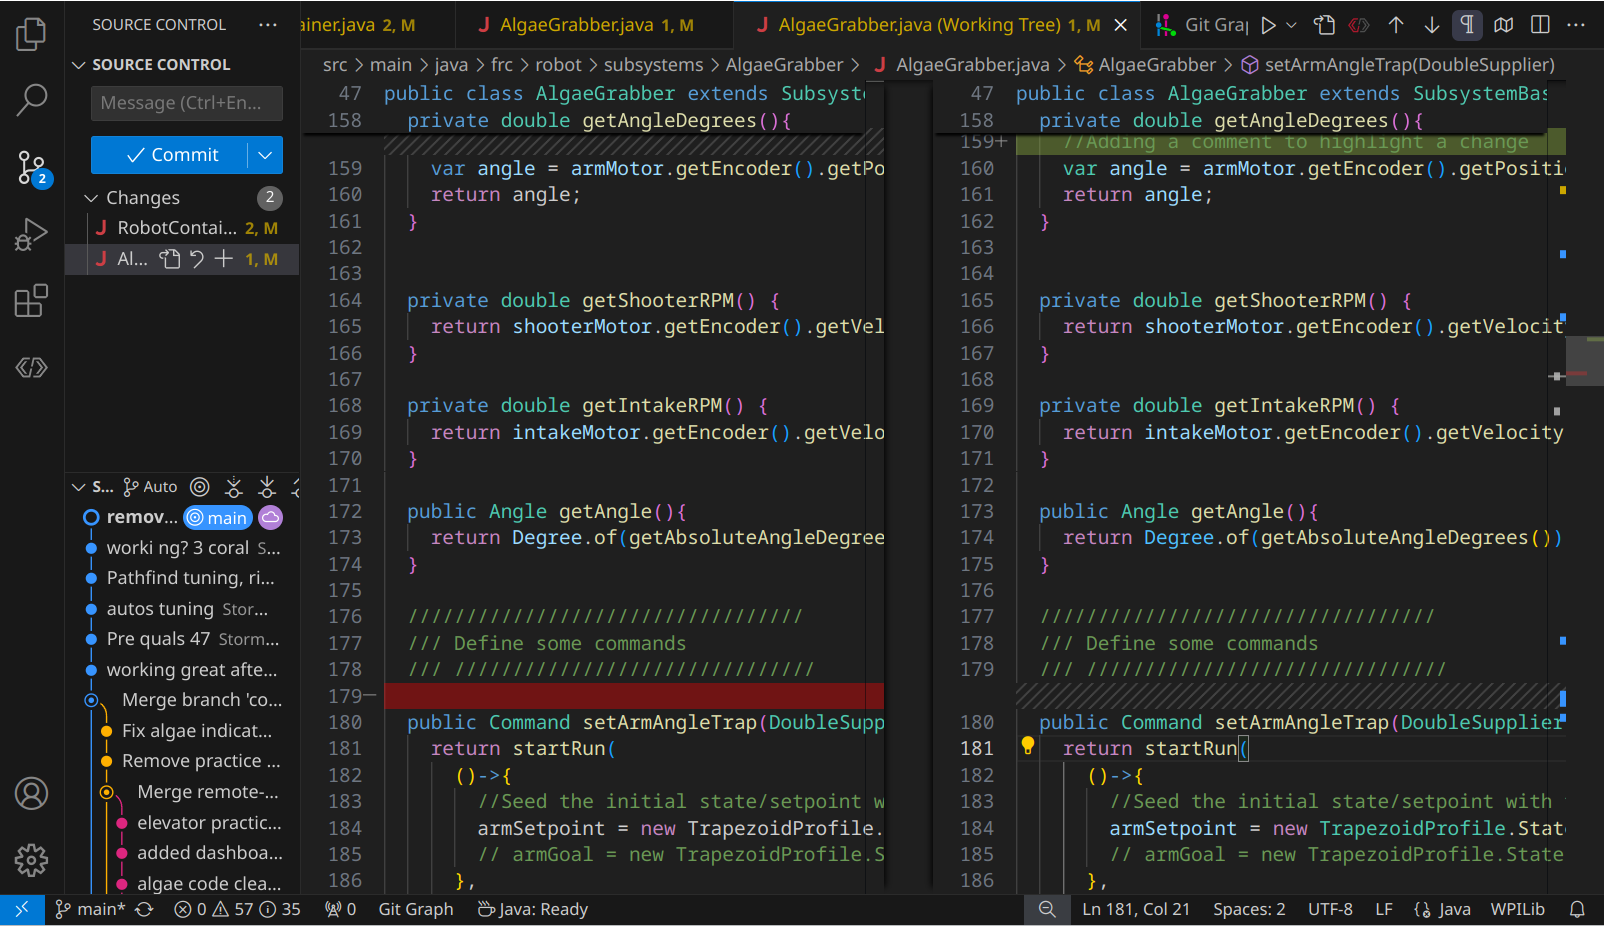 SOURCE CONTROL ···
SOURCE CONTROL
Message (Ctrl+En...
Commit
Changes 2
J RobotContai... 2, M
J Al... 1, M
S... Auto
remov... main
worki ng? 3 coral S...
Pathfind tuning, ri...
autos tuning Stor...
Pre quals 47 Storm...
working great afte...
Merge branch 'co...
Fix algae indicat...
Remove practice ...
Merge remote-...
elevator practic...
added dashboa...
algae code clea...
2
ainer.java 2, M J AlgaeGrabber.java 1, M J AlgaeGrabber.java (Working Tree) 1, M × Git Grap
src > main > java > frc > robot > subsystems > AlgaeGrabber > J AlgaeGrabber.java > AlgaeGrabber > setArmAngleTrap(DoubleSupplier)
47 public class AlgaeGrabber extends Subsyste
158 private double getAngleDegrees(){
159 var angle = armMotor.getEncoder().getPo
160 return angle;
161 }
162
163
164 private double getShooterRPM() {
165 return shooterMotor.getEncoder().getVel
166 }
167
168 private double getIntakeRPM() {
169 return intakeMotor.getEncoder().getVelo
170 }
171
172 public Angle getAngle(){
173 return Degree.of(getAbsoluteAngleDegree
174 }
175
176 //////////////////////////////////
177 /// Define some commands
178 /// ///////////////////////////////
179−
180 public Command setArmAngleTrap(DoubleSupp
181 return startRun(
182 ()->{
183 //Seed the initial state/setpoint w
184 armSetpoint = new TrapezoidProfile.
185 // armGoal = new TrapezoidProfile.S
186 },
47 public class AlgaeGrabber extends SubsystemBas
158 private double getAngleDegrees(){
159+ //Adding a comment to highlight a change
160 var angle = armMotor.getEncoder().getPositi
161 return angle;
162 }
163
164
165 private double getShooterRPM() {
166 return shooterMotor.getEncoder().getVelocit
167 }
168
169 private double getIntakeRPM() {
170 return intakeMotor.getEncoder().getVelocity
171 }
172
173 public Angle getAngle(){
174 return Degree.of(getAbsoluteAngleDegrees())
175 }
176
177 //////////////////////////////////
178 /// Define some commands
179 /// ///////////////////////////////
180 public Command setArmAngleTrap(DoubleSupplier
181 return startRun(
182 ()->{
183 //Seed the initial state/setpoint with
184 armSetpoint = new TrapezoidProfile.Stat
185 // armGoal = new TrapezoidProfile.State
186 },
main* 0 57 35 0 Git Graph Java: Ready Ln 181, Col 21 Spaces: 2 UTF-8 LF {} Java WPILib